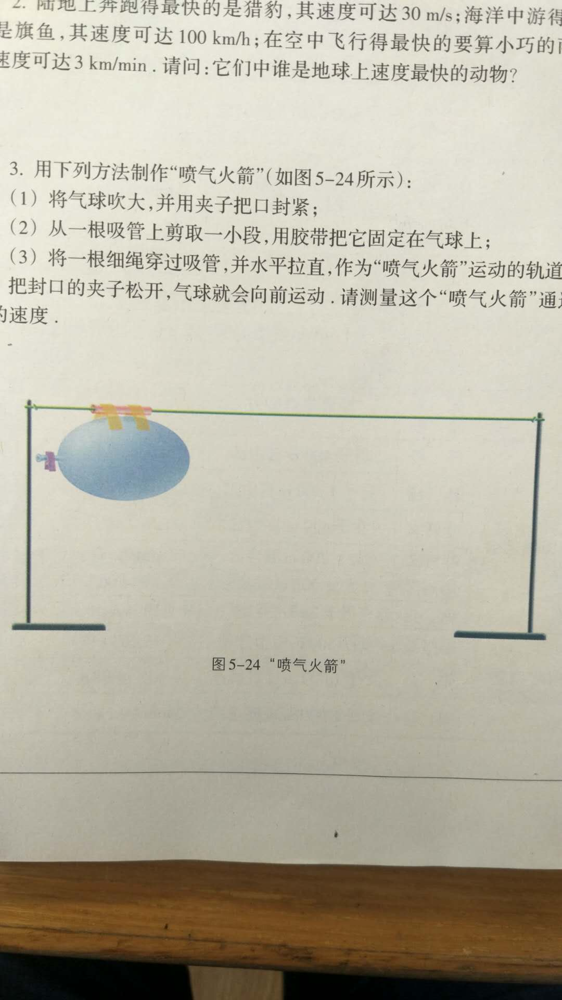 2. 陆地上奔跑得最快的是猎豹,其速度可达30 m/s;海洋中游得
是旗鱼,其速度可达100 km/h;在空中飞行得最快的要算小巧的
速度可达3 km/min.请问:它们中谁是地球上速度最快的动物?
3. 用下列方法制作“喷气火箭”(如图5-24所示):
(1) 将气球吹大,并用夹子把口封紧;
(2) 从一根吸管上剪取一小段,用胶带把它固定在气球上;
(3) 将一根细绳穿过吸管,并水平拉直,作为“喷气火箭”运动的轨道
把封口的夹子松开,气球就会向前运动.请测量这个“喷气火箭”通
的速度.
图5-24 “喷气火箭”